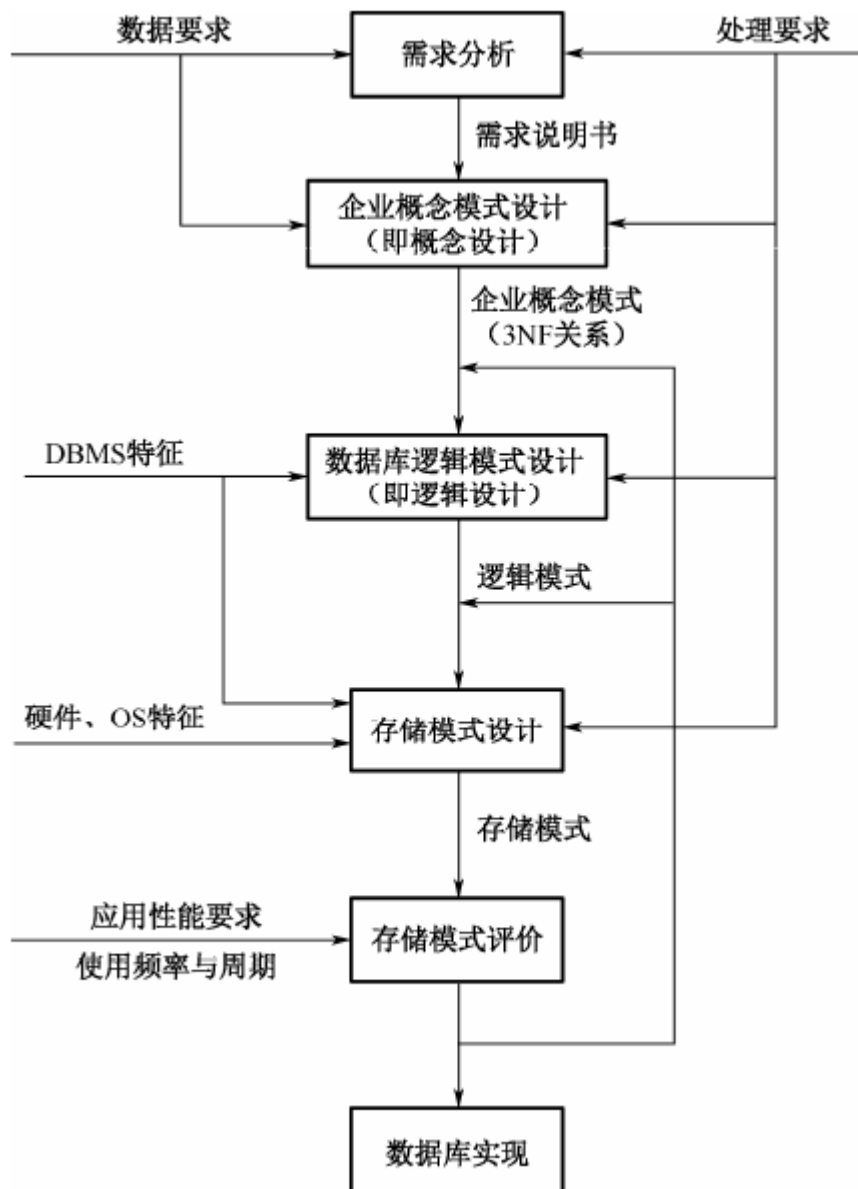 数据要求
处理要求
需求分析
需求说明书
企业概念模式设计
（即概念设计）
企业概念模式
（3NF关系）
DBMS特征
数据库逻辑模式设计
（即逻辑设计）
逻辑模式
硬件、OS特征
存储模式设计
存储模式
应用性能要求
使用频率与周期
存储模式评价
数据库实现